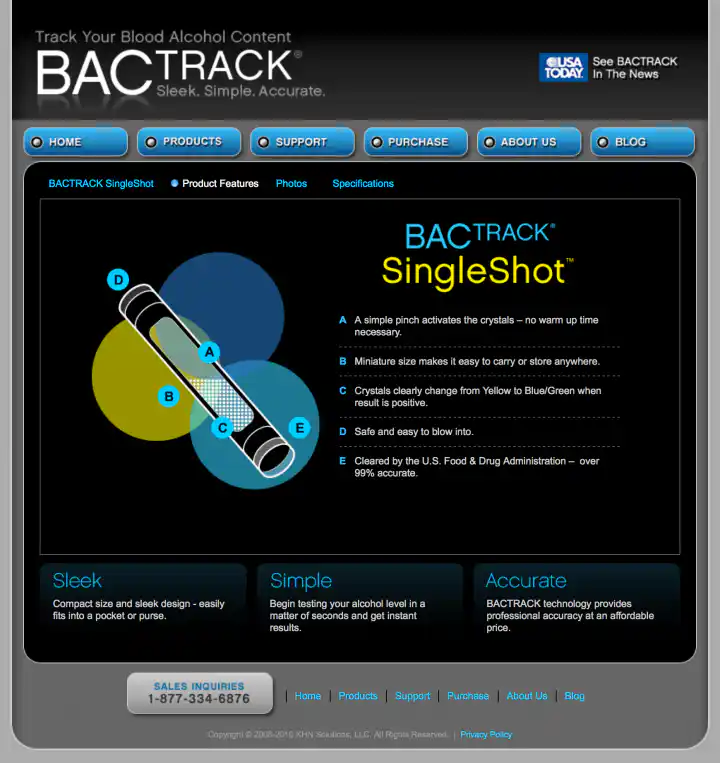 Track Your Blood Alcohol Content
BACTRACK®
Sleek. Simple. Accurate.
USA TODAY
See BACTRACK
In The News
HOME
PRODUCTS
SUPPORT
PURCHASE
ABOUT US
BLOG
BACTRACK SingleShot
Product Features
Photos
Specifications
BACTRACK®
SingleShot™
D
A
B
C
E
A A simple pinch activates the crystals – no warm up time
necessary.
B Miniature size makes it easy to carry or store anywhere.
C Crystals clearly change from Yellow to Blue/Green when
result is positive.
D Safe and easy to blow into.
E Cleared by the U.S. Food & Drug Administration – over
99% accurate.
Sleek
Compact size and sleek design - easily
fits into a pocket or purse.
Simple
Begin testing your alcohol level in a
matter of seconds and get instant
results.
Accurate
BACTRACK technology provides
professional accuracy at an affordable
price.
SALES INQUIRIES
1-877-334-6876
| Home | Products | Support | Purchase | About Us | Blog
Copyright © 2008-2010 KHN Solutions, LLC. All Rights Reserved. | Privacy Policy